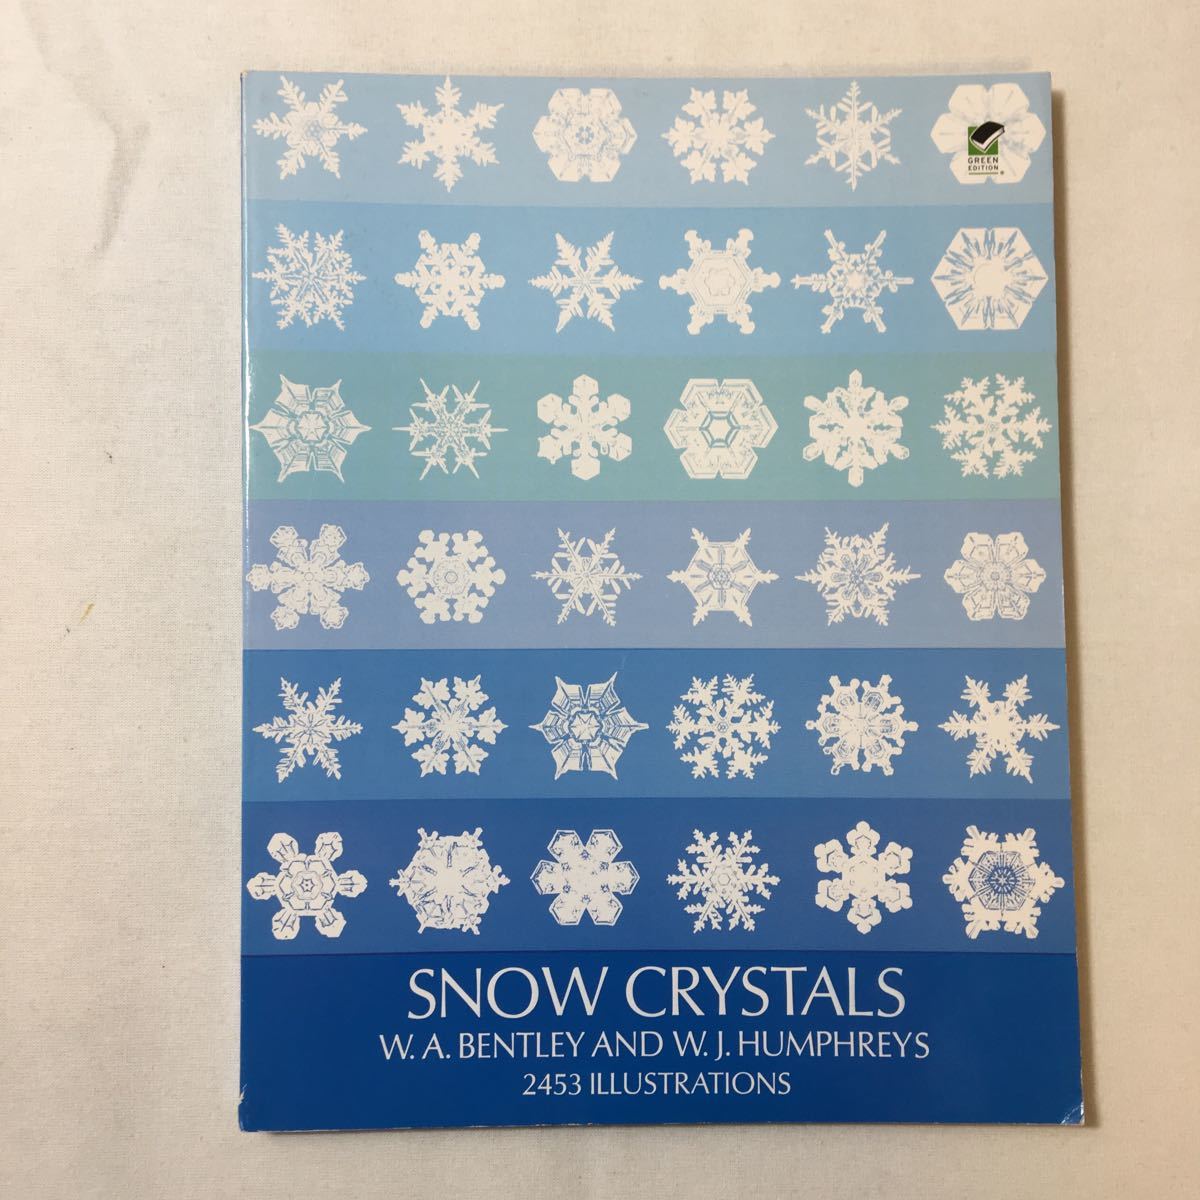 GREEN
EDITION
SNOW CRYSTALS
W. A. BENTLEY AND W. J. HUMPHREYS
2453 ILLUSTRATIONS